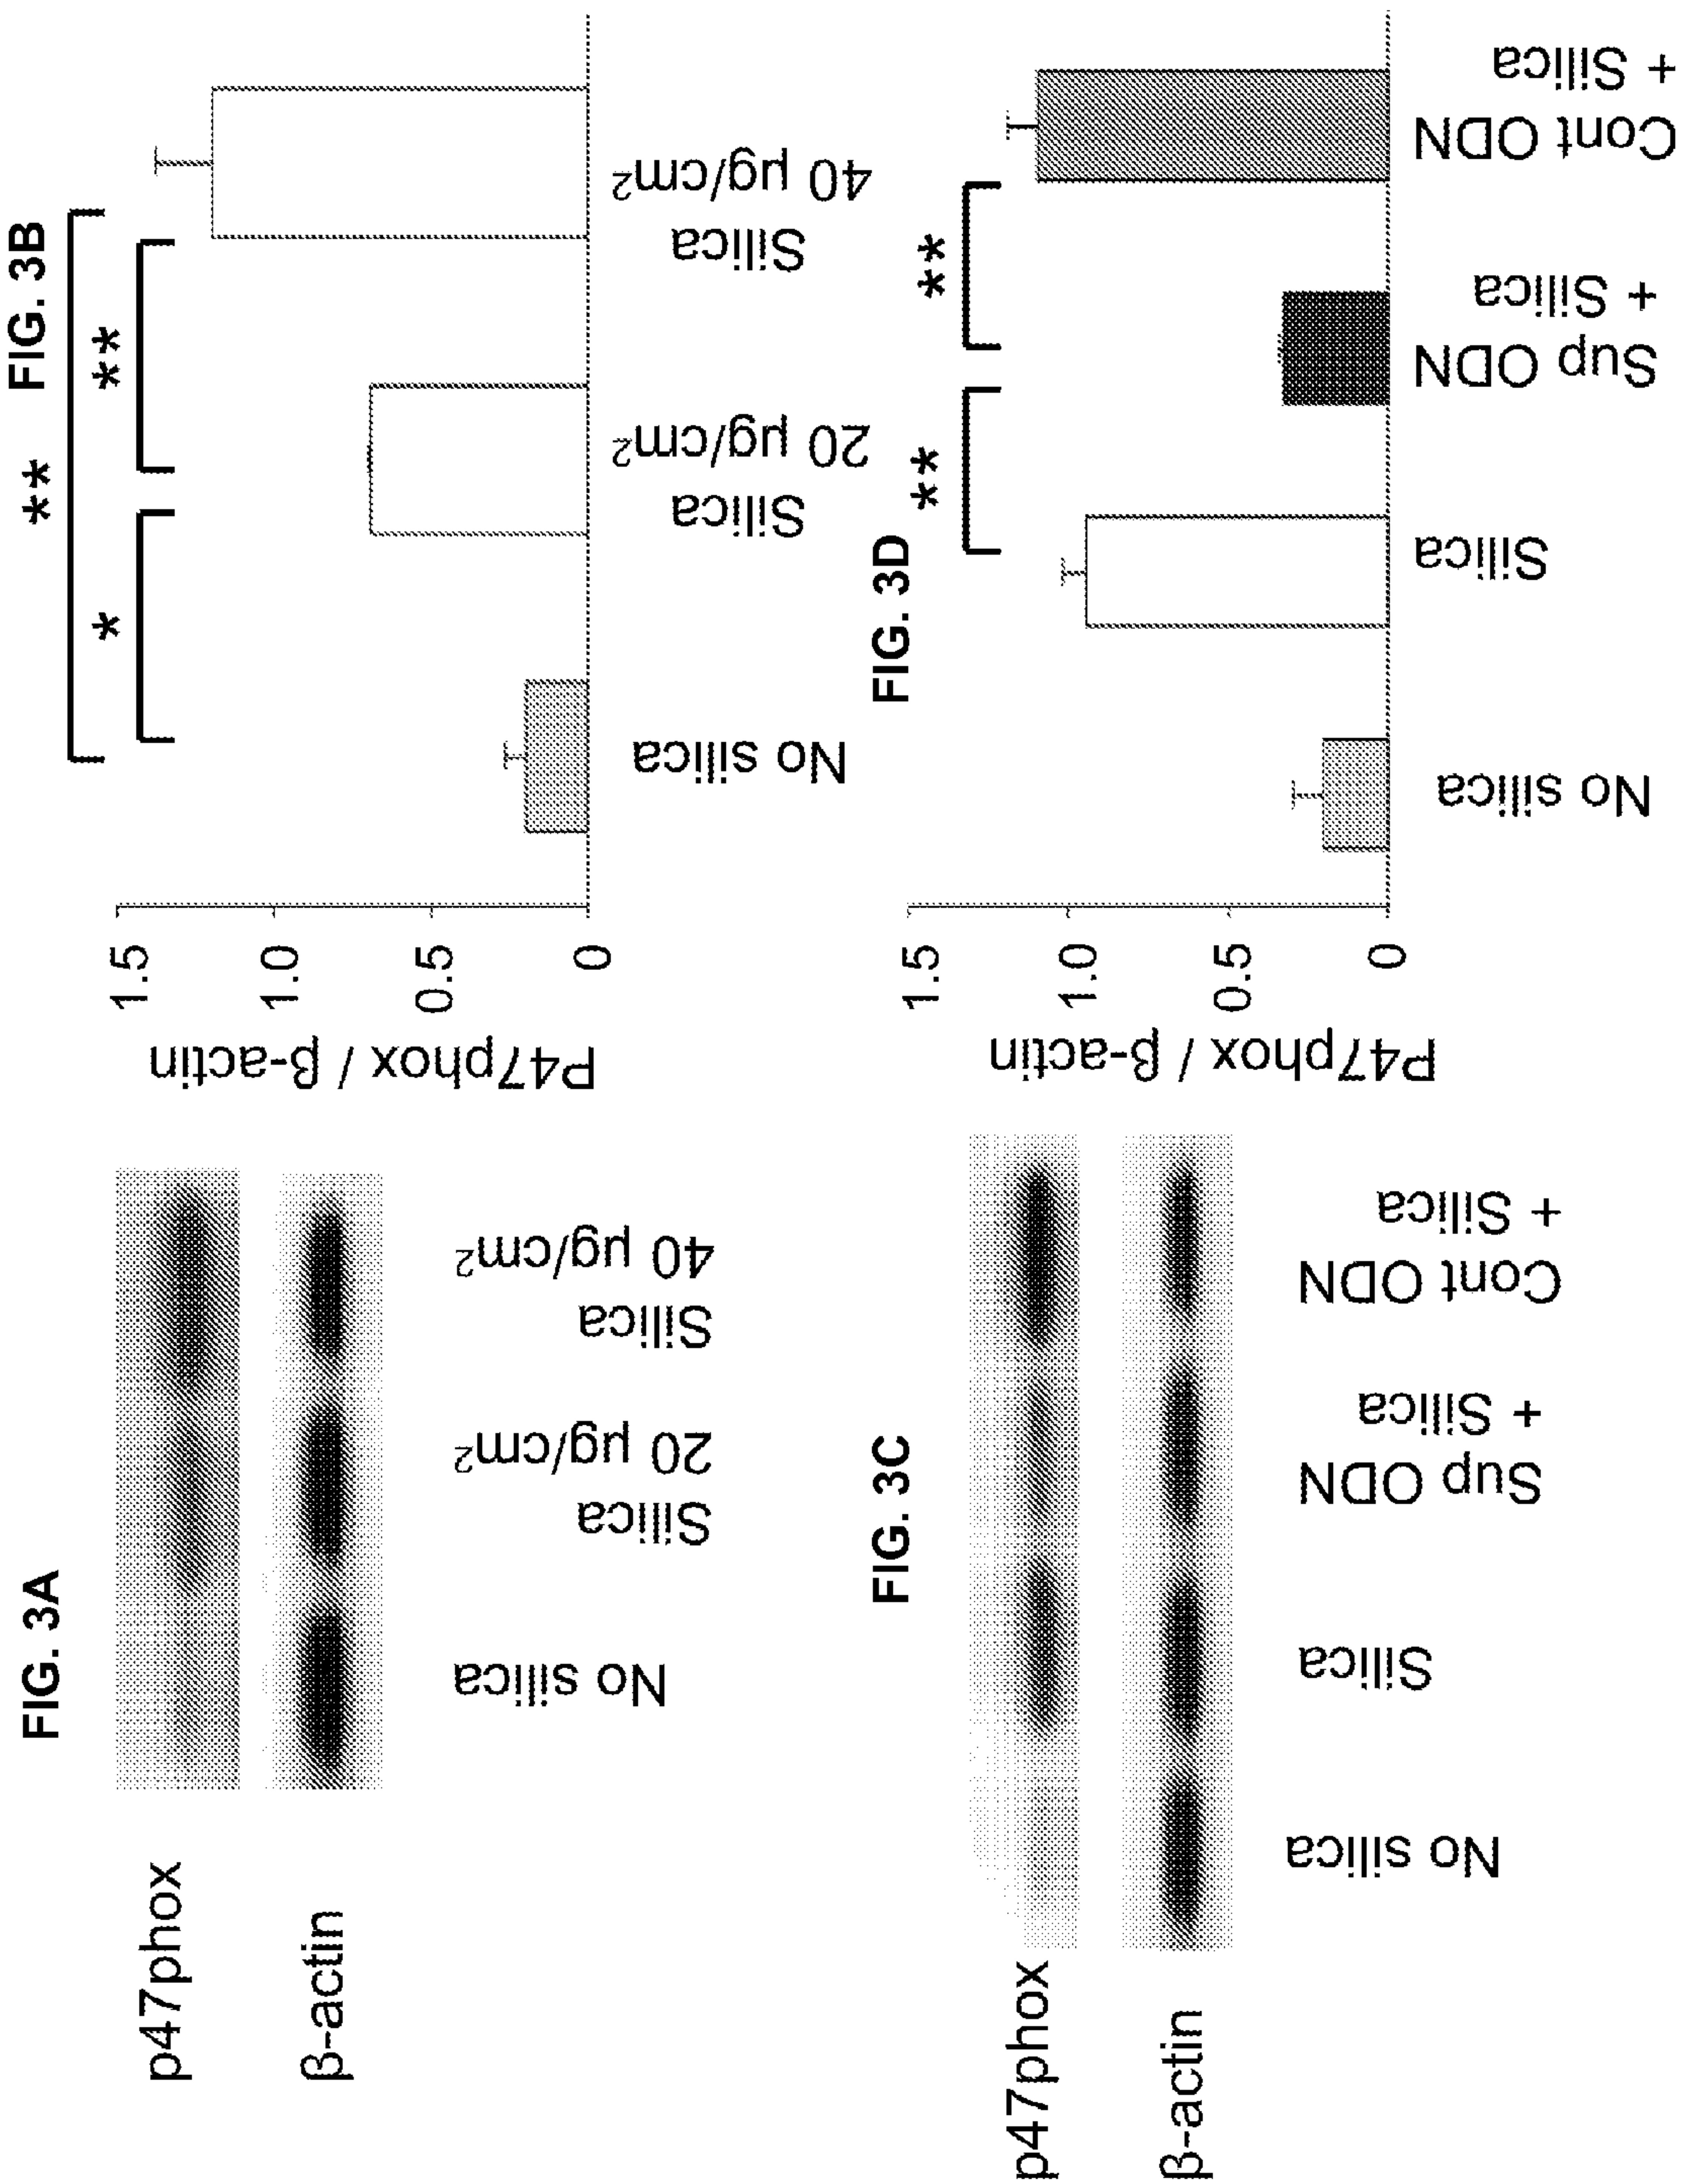 FIG. 3A
p47phox
β-actin
No silica
Silica
20 µg/cm²
Silica
40 µg/cm²
FIG. 3B
P47phox / β-actin
1.5
1.0
0.5
0
**
*
**
No silica
Silica
20 µg/cm²
Silica
40 µg/cm²
FIG. 3C
p47phox
β-actin
No silica
Silica
Sup ODN
+ Silica
Cont ODN
+ Silica
FIG. 3D
P47phox / β-actin
1.5
1.0
0.5
0
**
**
No silica
Silica
Sup ODN
+ Silica
Cont ODN
+ Silica